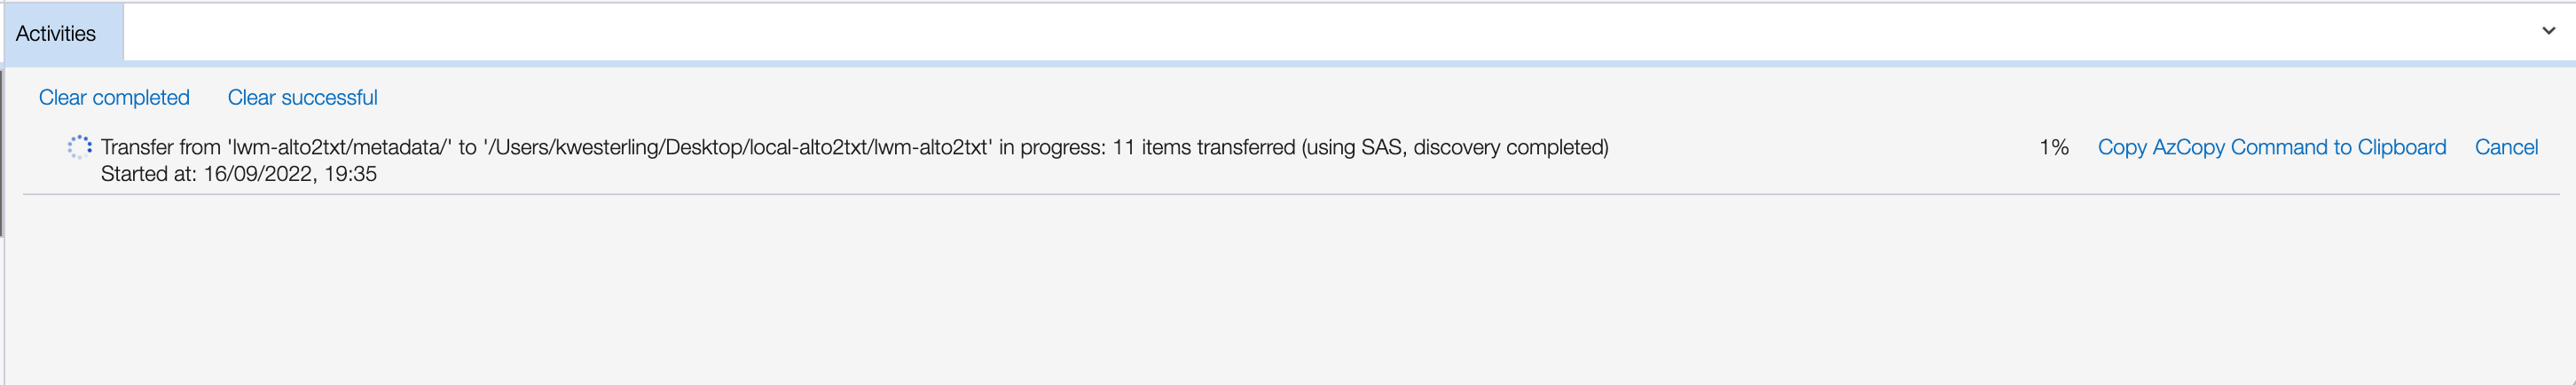 Activities
Clear completed Clear successful
Transfer from 'lwm-alto2txt/metadata/' to '/Users/kwesterling/Desktop/local-alto2txt/lwm-alto2txt' in progress: 11 items transferred (using SAS, discovery completed) 1% Copy AzCopy Command to Clipboard Cancel
Started at: 16/09/2022, 19:35